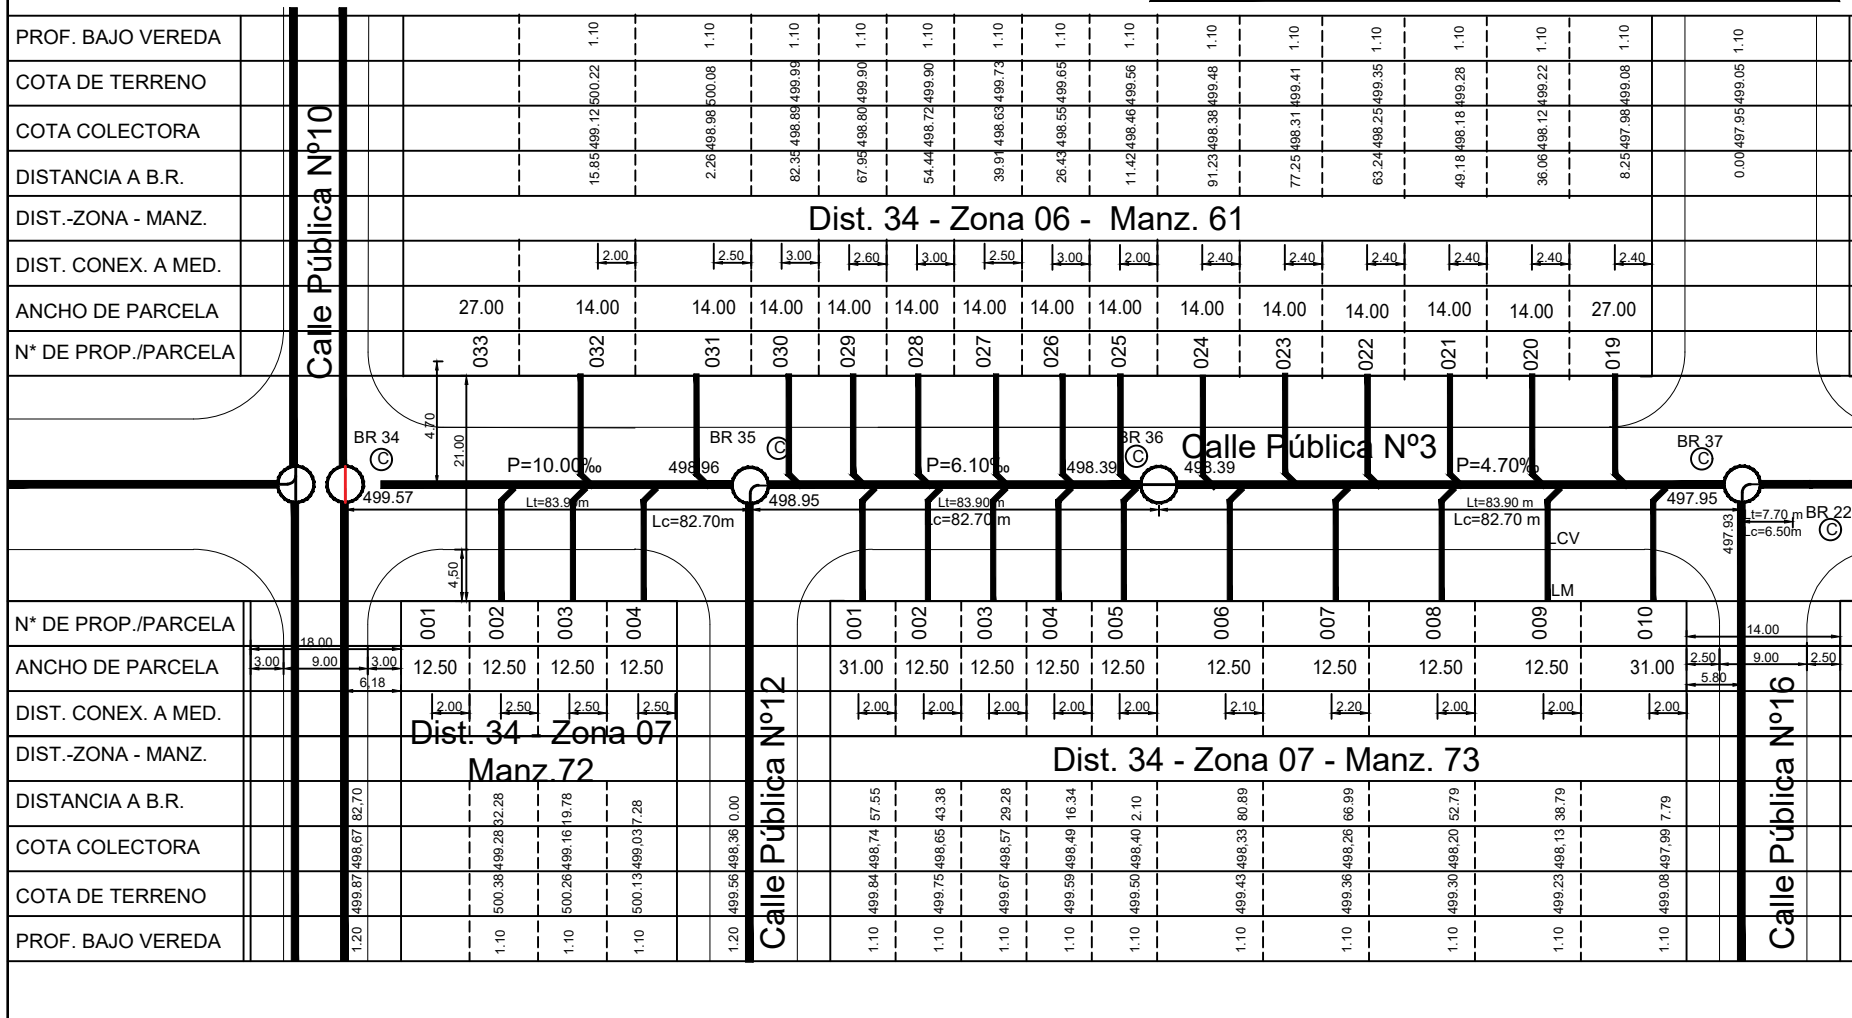 PROF. BAJO VEREDA 1.10 1.10 1.10 1.10 1.10 1.10 1.10 1.10 1.10 1.10 1.10 1.10 1.10 1.10 1.10
COTA DE TERRENO 500.22 500.08 499.99 499.90 499.90 499.73 499.65 499.56 499.48 499.41 499.35 499.28 499.22 499.08 499.05
COTA COLECTORA 499.12 498.98 498.89 498.80 498.72 498.63 498.55 498.46 498.38 498.31 498.25 498.18 498.12 497.98 497.95
DISTANCIA A B.R. 15.85 2.26 82.35 67.95 54.44 39.91 26.43 11.42 91.23 77.25 63.24 49.18 36.06 8.25 0.00
DIST.-ZONA - MANZ. Dist. 34 - Zona 06 - Manz. 61
DIST. CONEX. A MED. 2.00 2.50 3.00 2.60 3.00 2.50 3.00 2.00 2.40 2.40 2.40 2.40 2.40 2.40
ANCHO DE PARCELA 27.00 14.00 14.00 14.00 14.00 14.00 14.00 14.00 14.00 14.00 14.00 14.00 14.00 14.00 27.00
N* DE PROP./PARCELA 033 032 031 030 029 028 027 026 025 024 023 022 021 020 019
Calle Pública Nº10
4.70
21.00
BR 34 C
BR 35 C
BR 36 C
Calle Pública Nº3
BR 37 C
P=10.00‰
498.96
P=6.10‰
498.39
498.39
P=4.70‰
499.57
Lt=83.90m
498.95
Lt=83.90m
Lt=83.90 m
497.95
Lc=82.70m
Lc=82.70 m
Lc=82.70 m
497.93
Lt=7.70 m
Lc=6.50m
BR 22 C
LCV
4,50
LM
N* DE PROP./PARCELA 001 002 003 004 001 002 003 004 005 006 007 008 009 010
18.00
14.00
ANCHO DE PARCELA 3.00 9.00 3.00 12.50 12.50 12.50 12.50 31.00 12.50 12.50 12.50 12.50 12.50 12.50 12.50 12.50 31.00 2.50 9.00 2.50
6,18
5.80
DIST. CONEX. A MED. 2.00 2.50 2.50 2.50 2.00 2.00 2.00 2.00 2.00 2.10 2.20 2.00 2.00 2.00
DIST.-ZONA - MANZ.
Dist. 34 - Zona 07
Manz.72
Dist. 34 - Zona 07 - Manz. 73
Calle Pública Nº12
Calle Pública Nº16
DISTANCIA A B.R. 82,70 32.28 19.78 7.28 0.00 57.55 43.38 29.28 16.34 2.10 80.89 66.99 52.79 38.79 7.79
COTA COLECTORA 498,67 499.28 499.16 499,03 498,36 498,74 498,65 498,57 498,49 498,40 498,33 498,26 498,20 498,13 497,99
COTA DE TERRENO 499.87 500.38 500.26 500.13 499.56 499.84 499.75 499.67 499.59 499.50 499.43 499.36 499.30 499.23 499.08
PROF. BAJO VEREDA 1.20 1.10 1.10 1.10 1.20 1.10 1.10 1.10 1.10 1.10 1.10 1.10 1.10 1.10 1.10